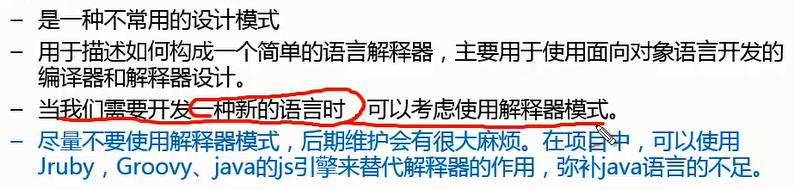 – 是一种不常用的设计模式
– 用于描述如何构成一个简单的语言解释器，主要用于使用面向对象语言开发的
编译器和解释器设计。
– 当我们需要开发一种新的语言时，可以考虑使用解释器模式。
– 尽量不要使用解释器模式，后期维护会有很大麻烦。在项目中，可以使用
Jruby，Groovy、java的js引擎来替代解释器的作用，弥补java语言的不足。